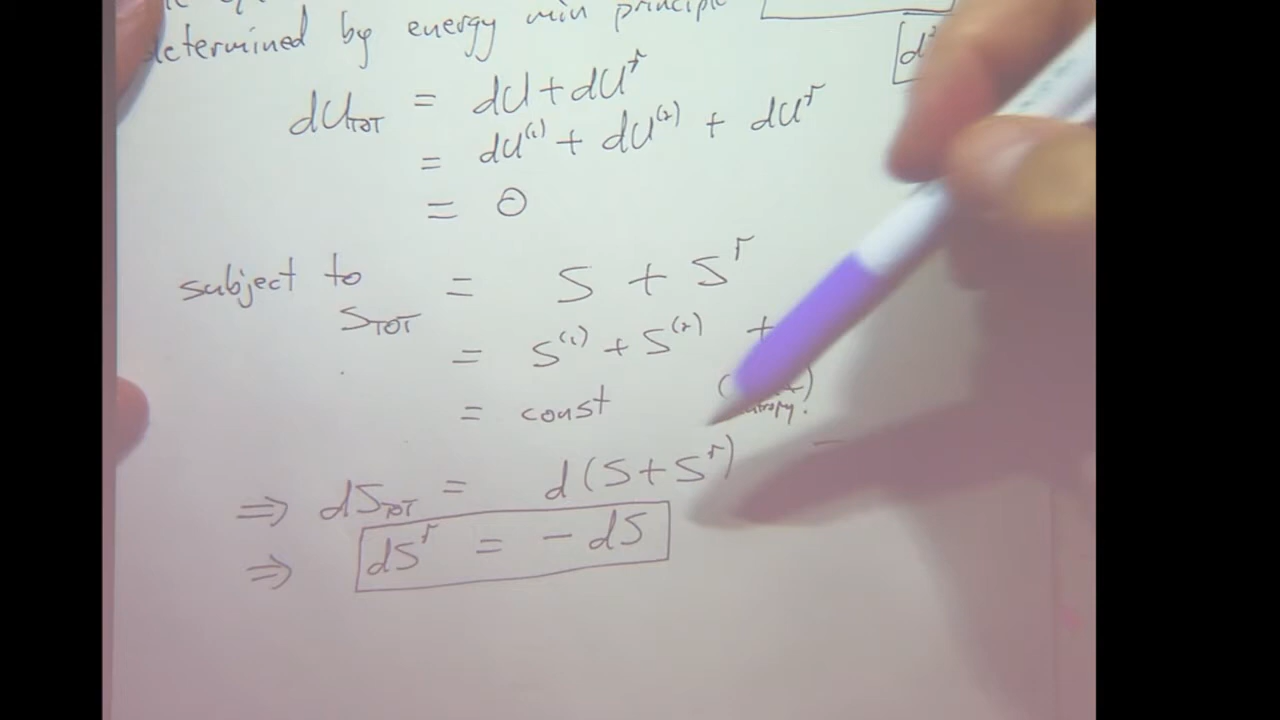 determined by energy min principle
dU_TOT = dU + dU^r
= dU^(1) + dU^(2) + dU^r
= 0
subject to
S_TOT = S + S^r
= S^(1) + S^(2) +
= const
⇒ dS_TOT = d(S + S^r)
⇒ dS^r = - dS